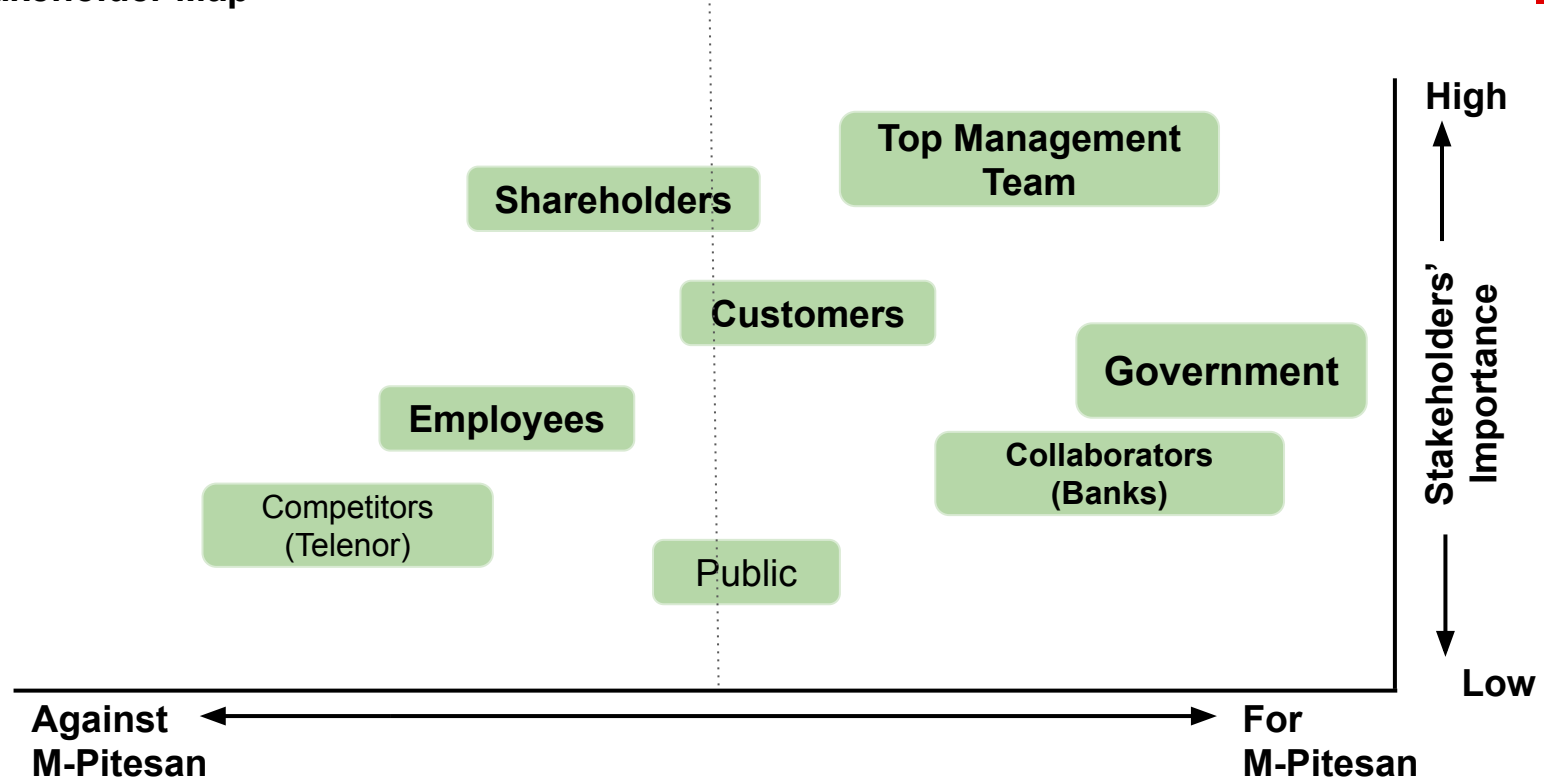 High
Top Management
Team
Shareholders
Customers
Government
Employees
Collaborators
(Banks)
Competitors
(Telenor)
Public
Stakeholders’
Importance
Low
Against
M-Pitesan
For
M-Pitesan